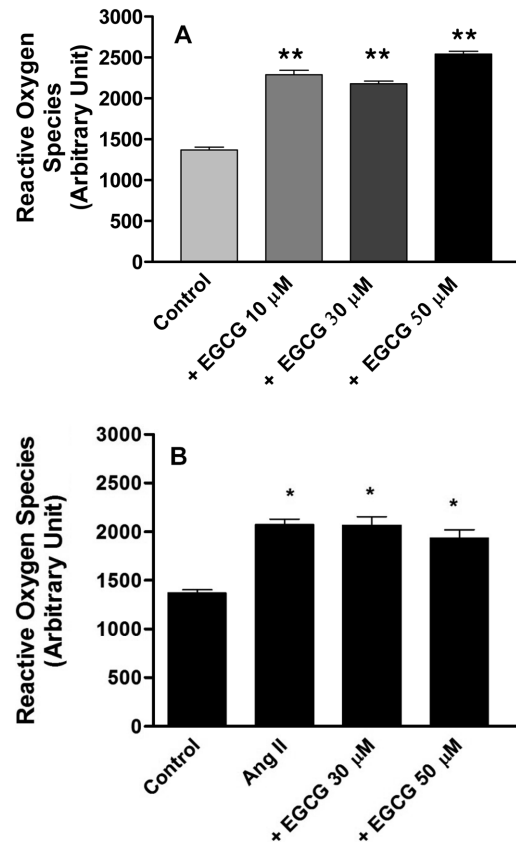 A
Reactive Oxygen
Species
(Arbitrary Unit)
3000
2500
2000
1500
1000
500
0
**
**
**
Control
+ EGCG 10 μM
+ EGCG 30 μM
+ EGCG 50 μM
B
Reactive Oxygen Species
(Arbitrary Unit)
3000
2500
2000
1500
1000
500
0
*
*
*
Control
Ang II
+ EGCG 30 μM
+ EGCG 50 μM